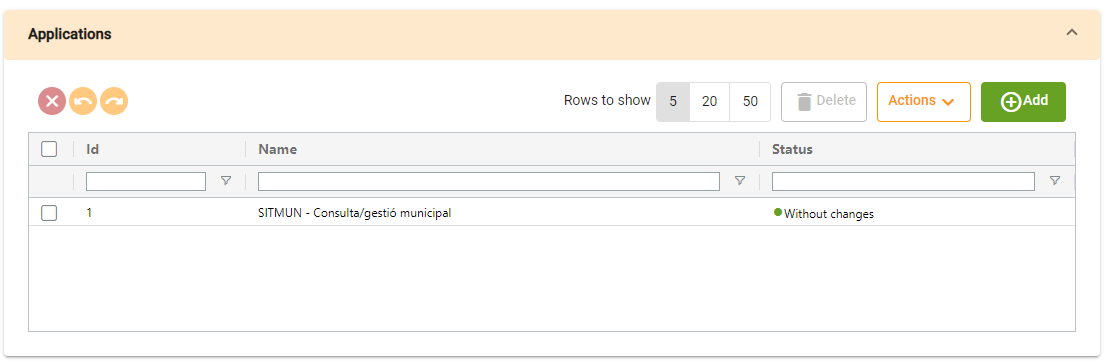 Applications
Rows to show 5 20 50 Delete Actions Add
Id Name Status
1 SITMUN - Consulta/gestió municipal Without changes